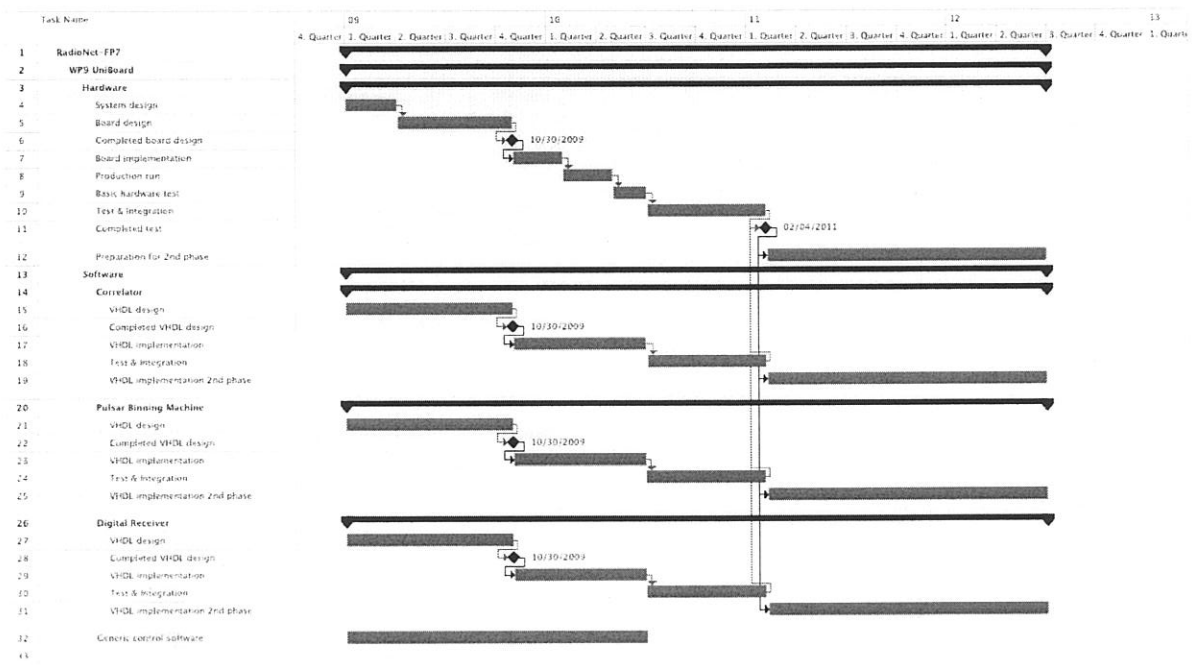 Task Name 09 10 11 12 13
4. Quarter 1. Quarter 2. Quarter 3. Quarter 4. Quarter 1. Quarter 2. Quarter 3. Quarter 4. Quarter 1. Quarter 2. Quarter 3. Quarter 4. Quarter 1. Quarter 2. Quarter 3. Quarter 4. Quarter 1. Quarte
1 RadioNet-FP7
2 WP9 UniBoard
3 Hardware
4 System design
5 Board design
6 Completed board design 10/30/2009
7 Board implementation
8 Production run
9 Basic hardware test
10 Test & Integration
11 Completed test 02/04/2011
12 Preparation for 2nd phase
13 Software
14 Correlator
15 VHDL design
16 Completed VHDL design 10/30/2009
17 VHDL implementation
18 Test & Integration
19 VHDL implementation 2nd phase
20 Pulsar Binning Machine
21 VHDL design
22 Completed VHDL design 10/30/2009
23 VHDL implementation
24 Test & Integration
25 VHDL implementation 2nd phase
26 Digital Receiver
27 VHDL design
28 Completed VHDL design 10/30/2009
29 VHDL implementation
30 Test & Integration
31 VHDL implementation 2nd phase
32 Generic control software
33